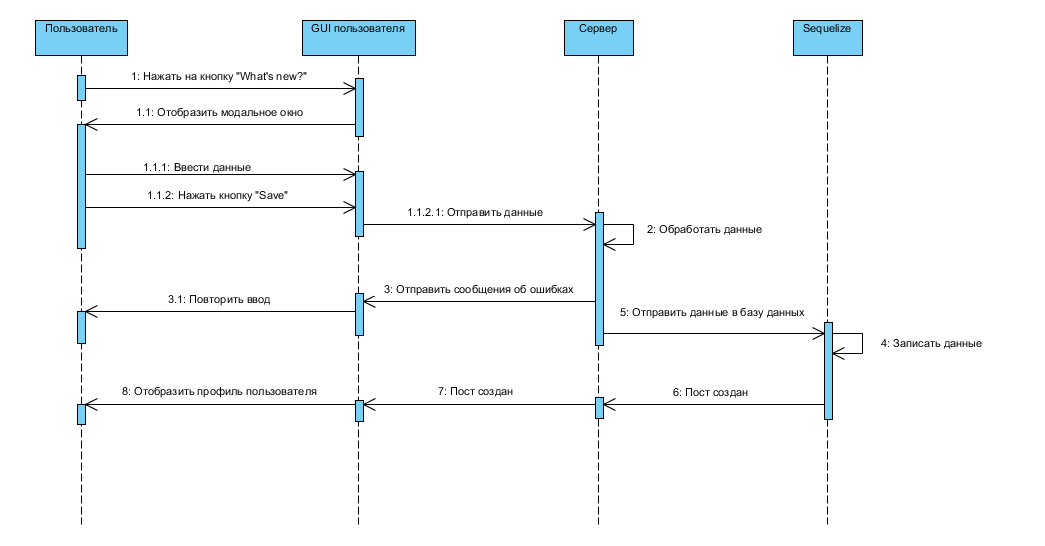 Пользователь
GUI пользователя
Сервер
Sequelize
1: Нажать на кнопку "What's new?"
1.1: Отобразить модальное окно
1.1.1: Ввести данные
1.1.2: Нажать кнопку "Save"
1.1.2.1: Отправить данные
2: Обработать данные
3: Отправить сообщения об ошибках
3.1: Повторить ввод
5: Отправить данные в базу данных
4: Записать данные
8: Отобразить профиль пользователя
7: Пост создан
6: Пост создан